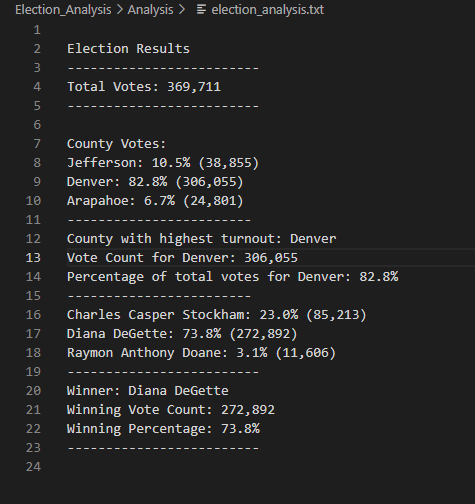 Election_Analysis > Analysis > election_analysis.txt
1
2 Election Results
3 -------------------------
4 Total Votes: 369,711
5 -------------------------
6
7 County Votes:
8 Jefferson: 10.5% (38,855)
9 Denver: 82.8% (306,055)
10 Arapahoe: 6.7% (24,801)
11 ------------------------
12 County with highest turnout: Denver
13 Vote Count for Denver: 306,055
14 Percentage of total votes for Denver: 82.8%
15 ------------------------
16 Charles Casper Stockham: 23.0% (85,213)
17 Diana DeGette: 73.8% (272,892)
18 Raymon Anthony Doane: 3.1% (11,606)
19 -------------------------
20 Winner: Diana DeGette
21 Winning Vote Count: 272,892
22 Winning Percentage: 73.8%
23 -------------------------
24